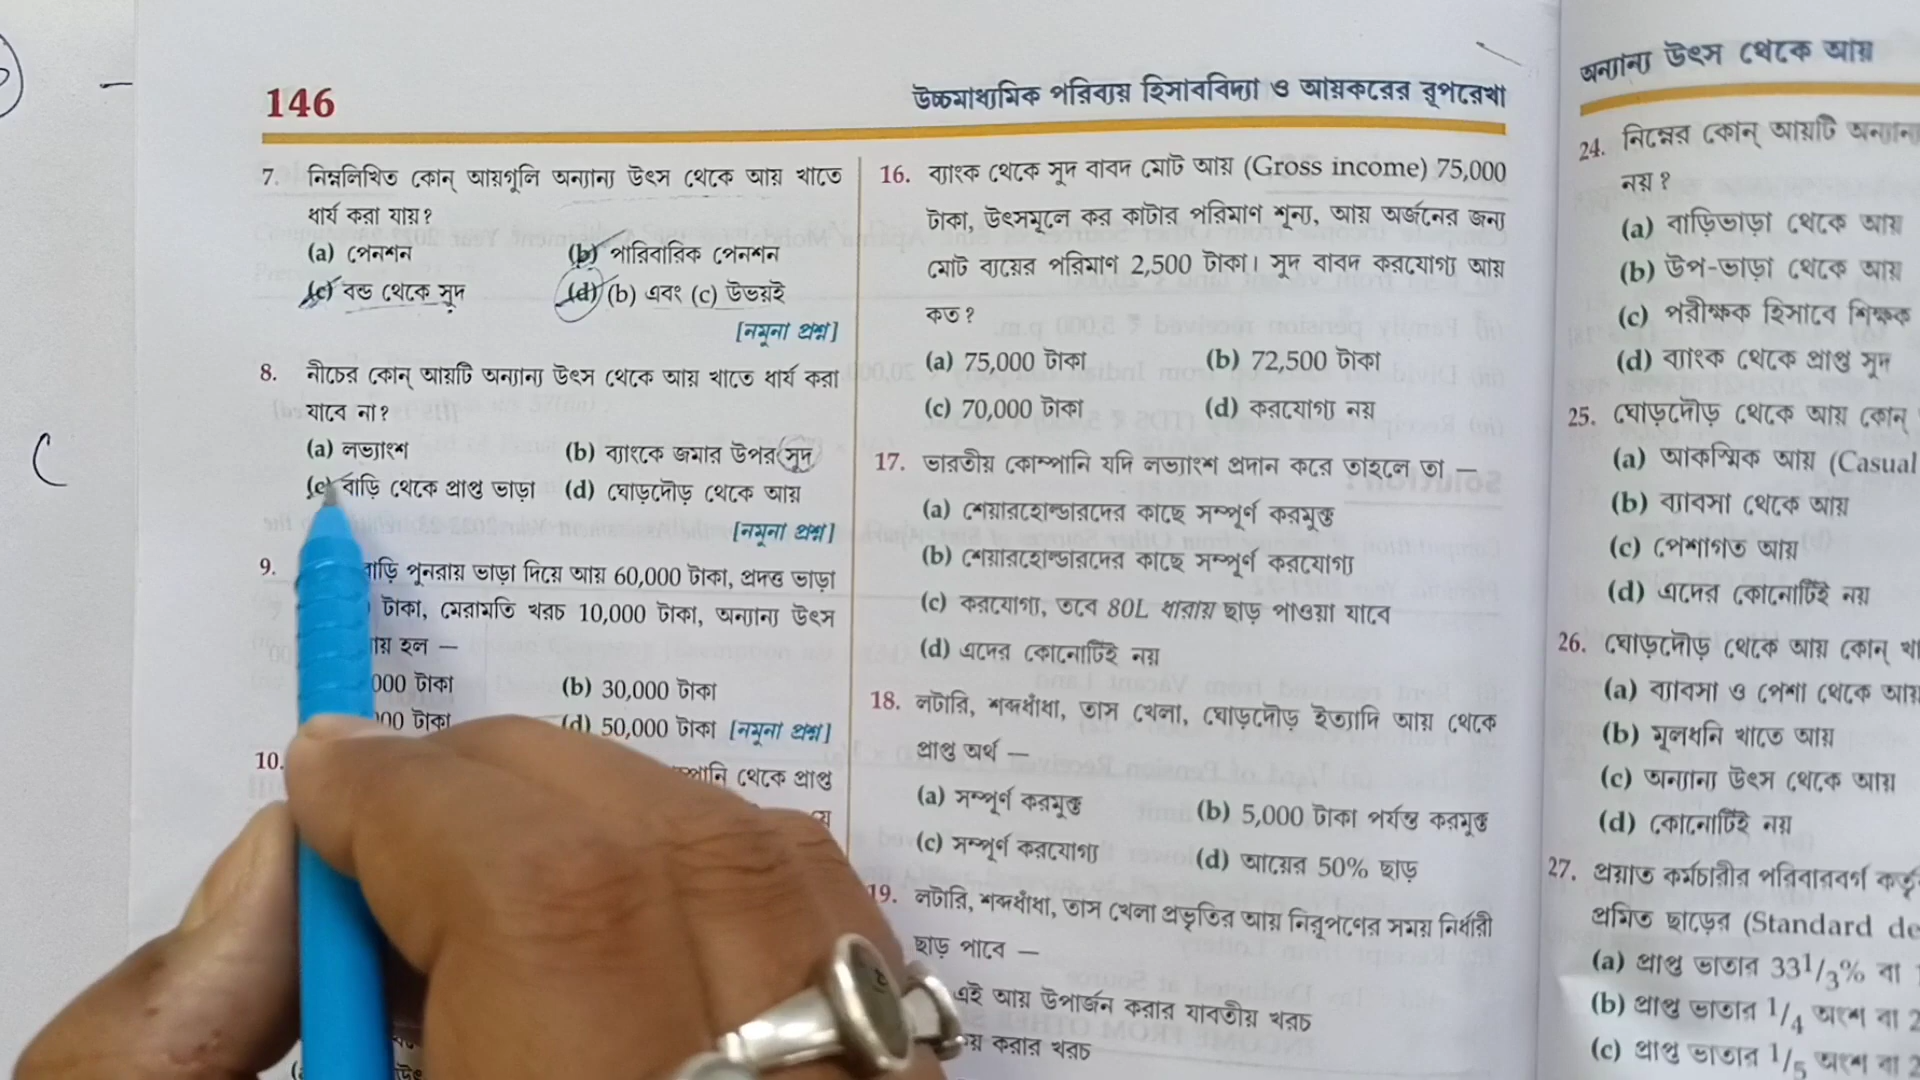 146
উচ্চমাধ্যমিক পরিব্যয় হিসাববিদ্যা ও আয়করের রূপরেখা
7. নিম্নলিখিত কোন্ আয়গুলি অন্যান্য উৎস থেকে আয় খাতে
ধার্য করা যায়?
(a) পেনশন (b) পারিবারিক পেনশন
(c) বন্ড থেকে সুদ (d) (b) এবং (c) উভয়ই
[নমুনা প্রশ্ন]
8. নীচের কোন্ আয়টি অন্যান্য উৎস থেকে আয় খাতে ধার্য করা
যাবে না?
(a) লভ্যাংশ (b) ব্যাংকে জমার উপর সুদ
(c) বাড়ি থেকে প্রাপ্ত ভাড়া (d) ঘোড়দৌড় থেকে আয়
[নমুনা প্রশ্ন]
9. বাড়ি পুনরায় ভাড়া দিয়ে আয় 60,000 টাকা, প্রদত্ত ভাড়া
টাকা, মেরামতি খরচ 10,000 টাকা, অন্যান্য উৎস
হল —
000 টাকা (b) 30,000 টাকা
টাকা (d) 50,000 টাকা [নমুনা প্রশ্ন]
10. থেকে প্রাপ্ত
16. ব্যাংক থেকে সুদ বাবদ মোট আয় (Gross income) 75,000
টাকা, উৎসমূলে কর কাটার পরিমাণ শূন্য, আয় অর্জনের জন্য
মোট ব্যয়ের পরিমাণ 2,500 টাকা। সুদ বাবদ করযোগ্য আয়
কত?
(a) 75,000 টাকা (b) 72,500 টাকা
(c) 70,000 টাকা (d) করযোগ্য নয়
17. ভারতীয় কোম্পানি যদি লভ্যাংশ প্রদান করে তাহলে তা —
(a) শেয়ারহোল্ডারদের কাছে সম্পূর্ণ করমুক্ত
(b) শেয়ারহোল্ডারদের কাছে সম্পূর্ণ করযোগ্য
(c) করযোগ্য, তবে 80L ধারায় ছাড় পাওয়া যাবে
(d) এদের কোনোটিই নয়
18. লটারি, শব্দধাঁধা, তাস খেলা, ঘোড়দৌড় ইত্যাদি আয় থেকে
প্রাপ্ত অর্থ —
(a) সম্পূর্ণ করমুক্ত (b) 5,000 টাকা পর্যন্ত করমুক্ত
(c) সম্পূর্ণ করযোগ্য (d) আয়ের 50% ছাড়
19. লটারি, শব্দধাঁধা, তাস খেলা প্রভৃতির আয় নিরূপণের সময় নির্ধারী
ছাড় পাবে —
এই আয় উপার্জন করার যাবতীয় খরচ
করার খরচ
অন্যান্য উৎস থেকে আয়
24. নিম্নের কোন্ আয়টি
নয়?
(a) বাড়িভাড়া থেকে আয়
(b) উপ-ভাড়া থেকে আয়
(c) পরীক্ষক হিসাবে শিক্ষক
(d) ব্যাংক থেকে প্রাপ্ত সুদ
25. ঘোড়দৌড় থেকে আয় কোন্
(a) আকস্মিক আয় (Casual
(b) ব্যাবসা থেকে আয়
(c) পেশাগত আয়
(d) এদের কোনোটিই নয়
26. ঘোড়দৌড় থেকে আয় কোন্
(a) ব্যাবসা ও পেশা থেকে আয়
(b) মূলধনি খাতে আয়
(c) অন্যান্য উৎস থেকে আয়
(d) কোনোটিই নয়
27. প্রয়াত কর্মচারীর পরিবারবর্গ
প্রমিত ছাড়ের (Standard de
(a) প্রাপ্ত ভাতার 33 1/3% বা
(b) প্রাপ্ত ভাতার 1/4 অংশ বা
(c) প্রাপ্ত ভাতার 1/5 অংশ বা